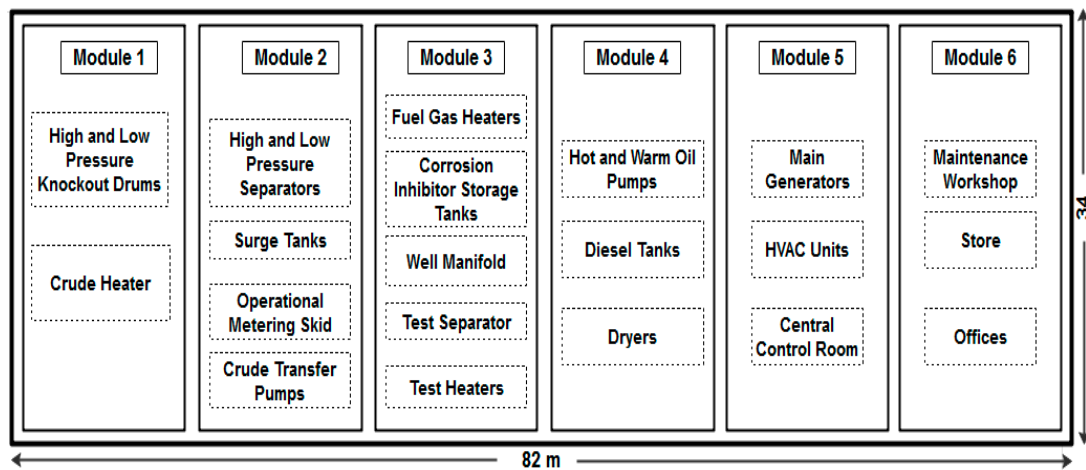 Module 1
High and Low
Pressure
Knockout Drums
Crude Heater
Module 2
High and Low
Pressure
Separators
Surge Tanks
Operational
Metering Skid
Crude Transfer
Pumps
Module 3
Fuel Gas Heaters
Corrosion
Inhibitor Storage
Tanks
Well Manifold
Test Separator
Test Heaters
Module 4
Hot and Warm Oil
Pumps
Diesel Tanks
Dryers
Module 5
Main
Generators
HVAC Units
Central
Control Room
Module 6
Maintenance
Workshop
Store
Offices
34
82 m